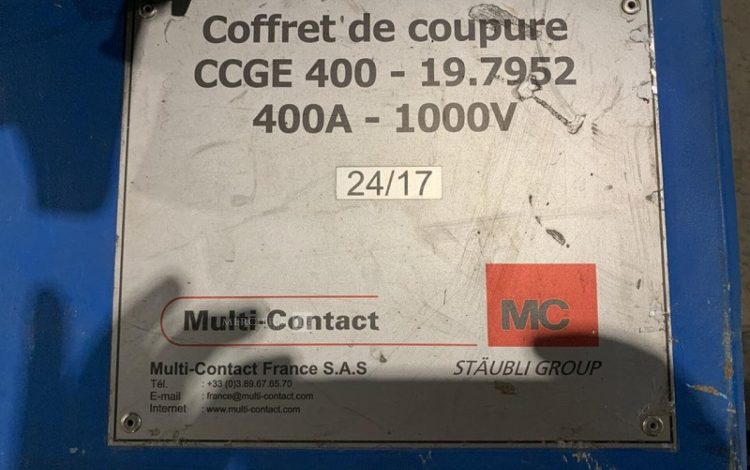 Coffret de coupure
CCGE 400 - 19.7952
400A - 1000V
24/17
Multi-Contact
MC
STÄUBLI GROUP
Multi-Contact France S.A.S
Tél. : +33 (0)3.89.67.65.70
E-mail : france@multi-contact.com
Internet : www.multi-contact.com